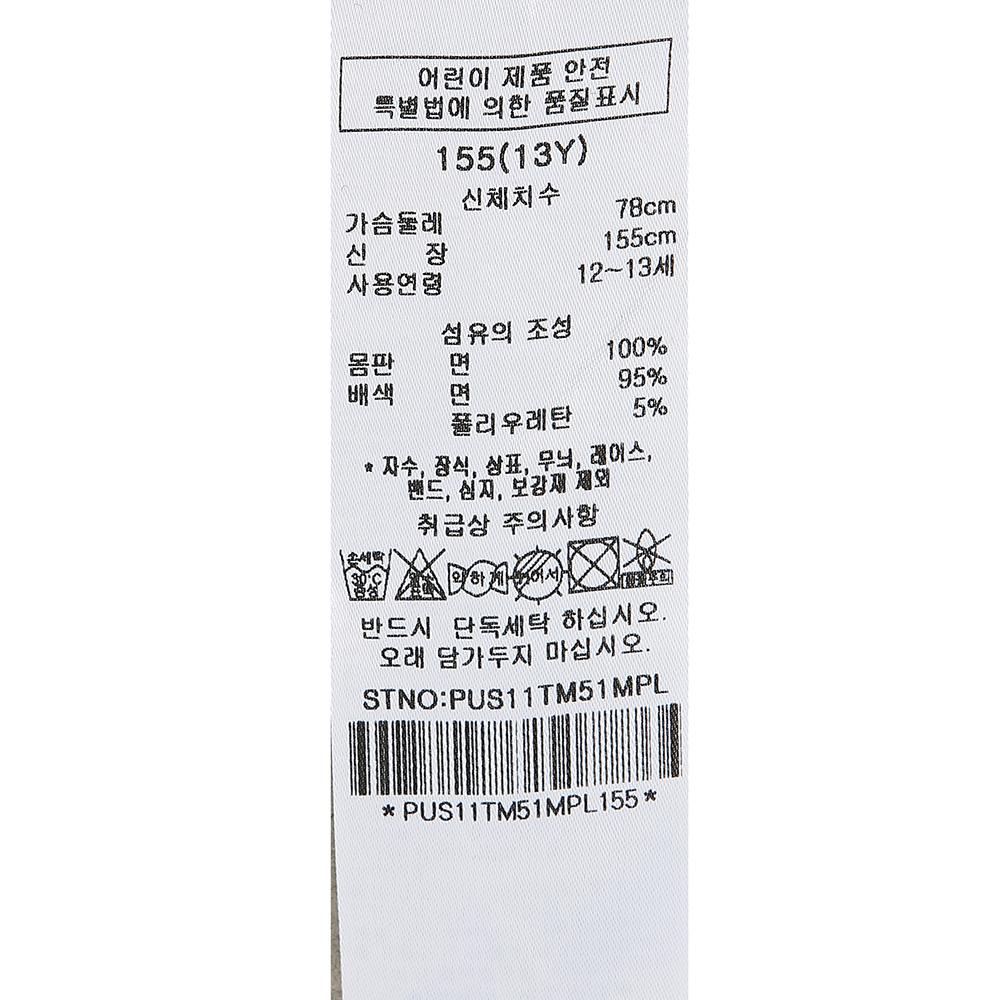 어린이 제품 안전
특별법에 의한 품질표시
155(13Y)
신체치수
가슴둘레 78cm
신 장 155cm
사용연령 12~13세
섬유의 조성
몸판 면 100%
배색 면 95%
폴리우레탄 5%
* 자수, 장식, 상표, 무늬, 레이스,
밴드, 심지, 보강재 제외
취급상 주의사항
손세탁
30°C
중성
약하게
반드시 단독세탁 하십시오.
오래 담가두지 마십시오.
STNO:PUS11TM51MPL
*PUS11TM51MPL155*